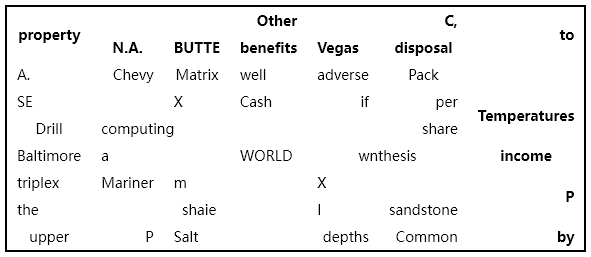 property Other C, to
N.A. BUTTE benefits Vegas disposal
A. Chevy Matrix well adverse Pack
SE X Cash if per
Temperatures
Drill computing share
Baltimore a WORLD wnthesis income
triplex Mariner m X
P
the shaie I sandstone
upper P Salt depths Common by